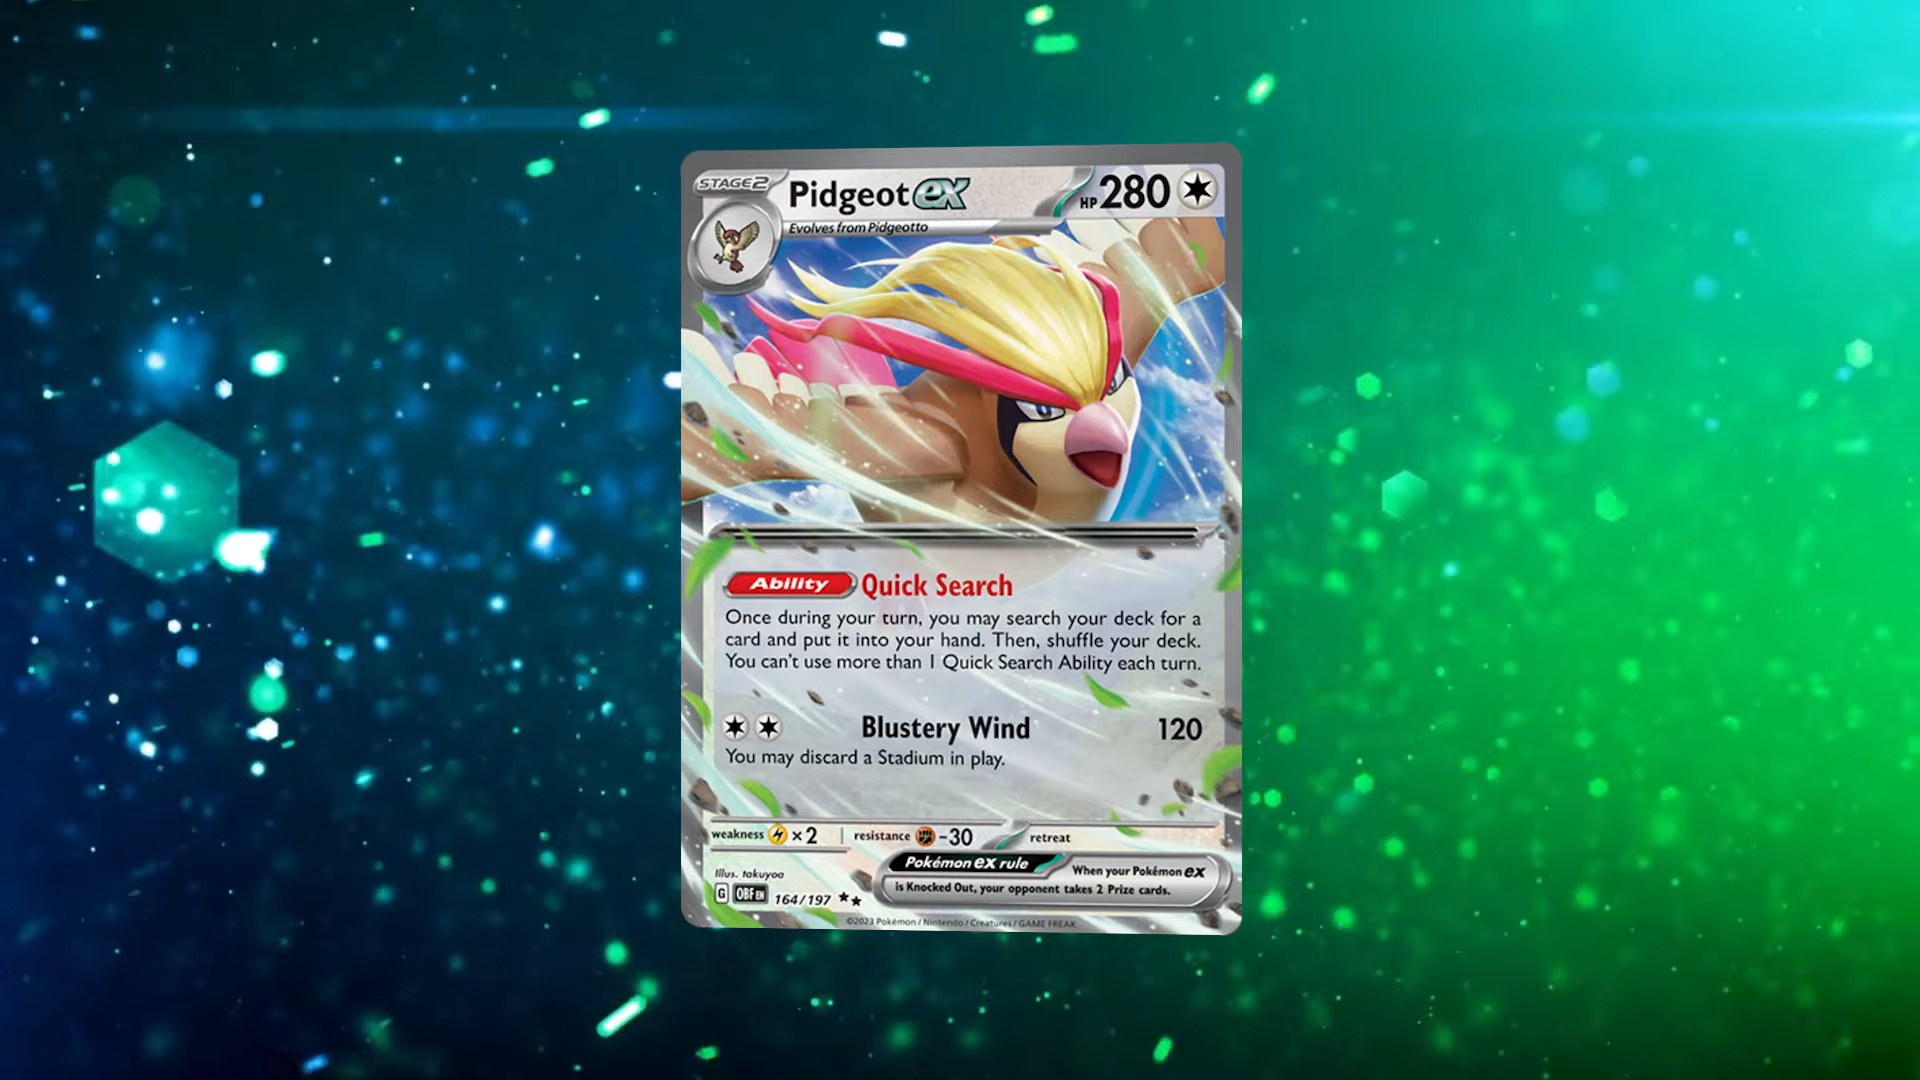 STAGE2
Pidgeot ex
HP 280
Evolves from Pidgeotto
Ability Quick Search
Once during your turn, you may search your deck for a
card and put it into your hand. Then, shuffle your deck.
You can't use more than 1 Quick Search Ability each turn.
Blustery Wind 120
You may discard a Stadium in play.
weakness ×2 resistance -30 retreat
Pokémon ex rule
When your Pokémon ex
is Knocked Out, your opponent takes 2 Prize cards.
Illus. takuyoa
G OBF EN 164/197 ★★
©2023 Pokémon / Nintendo / Creatures / GAME FREAK